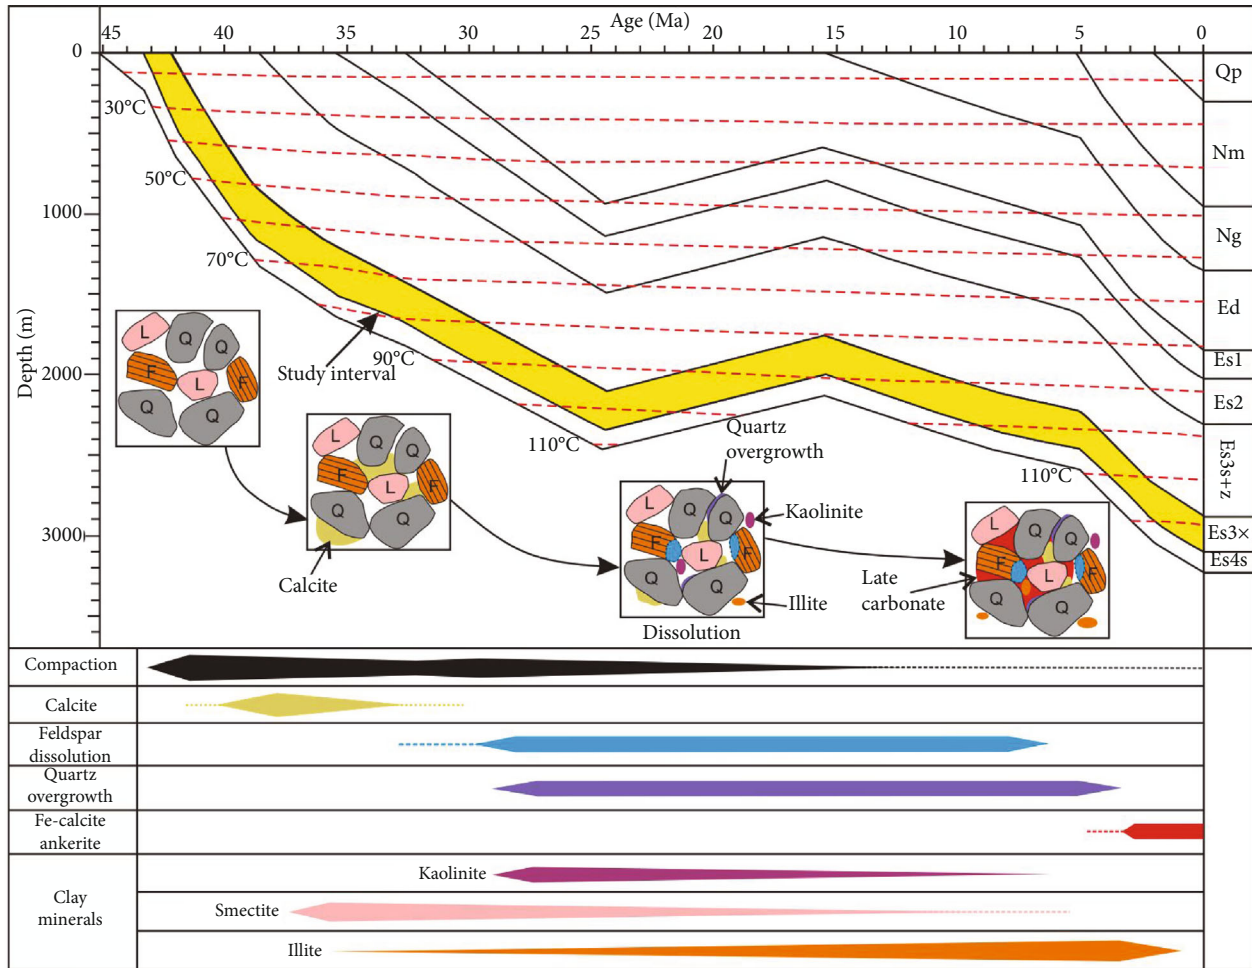 Age (Ma)
45 40 35 30 25 20 15 10 5 0
Depth (m)
0
1000
2000
3000
30°C
50°C
70°C
90°C
110°C
110°C
Study interval
Qp
Nm
Ng
Ed
Es1
Es2
Es3s+z
Es3×
Es4s
L
Q
Q
F
L
F
Q
Q
L
Q
Q
F
L
F
Q
Q
Calcite
Quartz
overgrowth
L
Q
Q
F
L
F
Q
Q
Kaolinite
Illite
Dissolution
L
Q
Q
F
L
F
Q
Q
Late
carbonate
Compaction
Calcite
Feldspar
dissolution
Quartz
overgrowth
Fe-calcite
ankerite
Clay
minerals
Kaolinite
Smectite
Illite